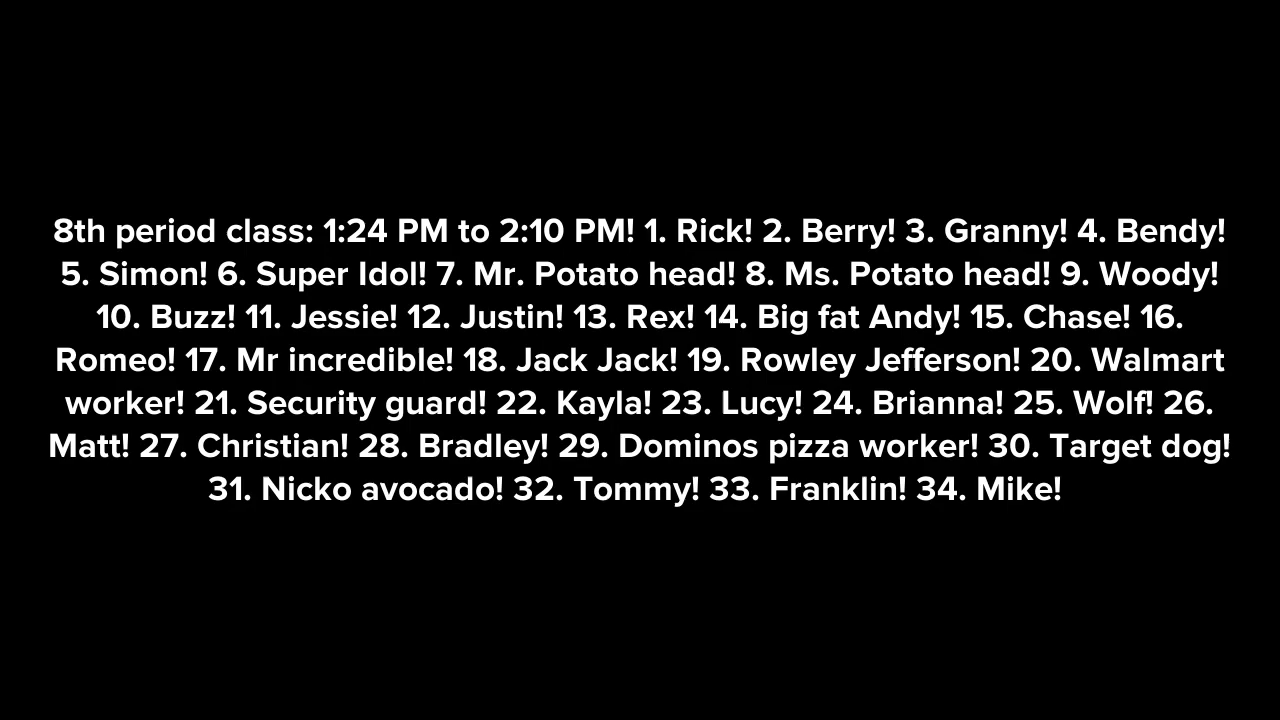 8th period class: 1:24 PM to 2:10 PM! 1. Rick! 2. Berry! 3. Granny! 4. Bendy!
5. Simon! 6. Super Idol! 7. Mr. Potato head! 8. Ms. Potato head! 9. Woody!
10. Buzz! 11. Jessie! 12. Justin! 13. Rex! 14. Big fat Andy! 15. Chase! 16.
Romeo! 17. Mr incredible! 18. Jack Jack! 19. Rowley Jefferson! 20. Walmart
worker! 21. Security guard! 22. Kayla! 23. Lucy! 24. Brianna! 25. Wolf! 26.
Matt! 27. Christian! 28. Bradley! 29. Dominos pizza worker! 30. Target dog!
31. Nicko avocado! 32. Tommy! 33. Franklin! 34. Mike!